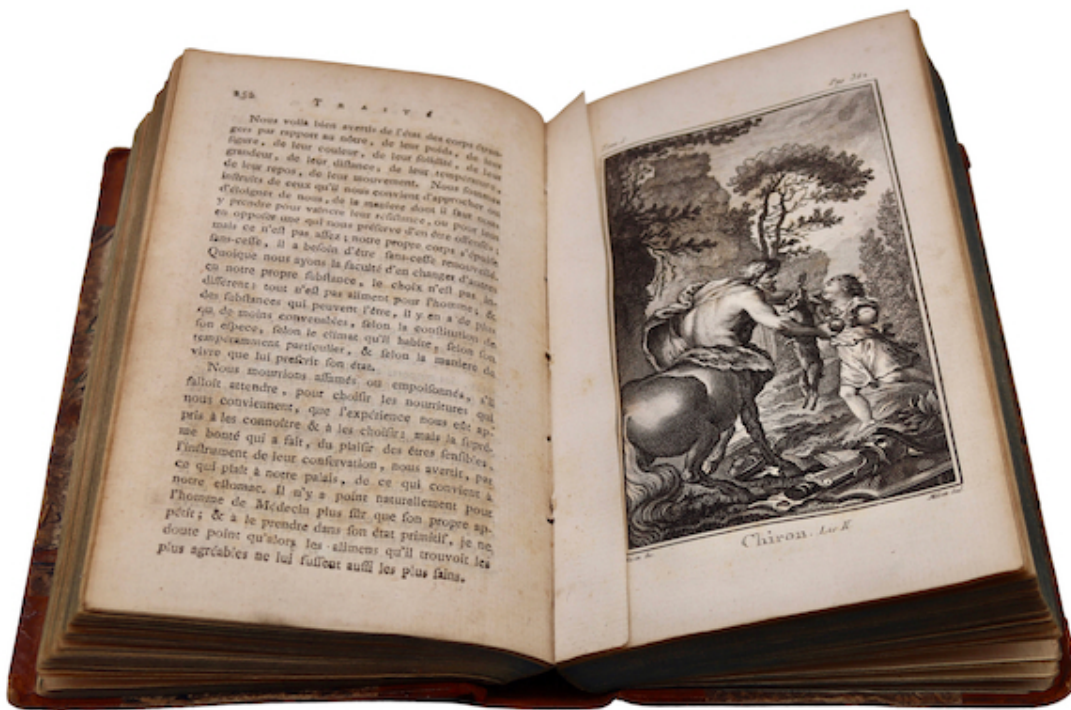 252 TRAITÉ
Nous voilà bien avertis de l'état des corps étran-
gers par rapport au nôtre, de leur poids, de leur
figure, de leur couleur, de leur solidité, de leur
grandeur, de leur distance, de leur température,
de leur repos, de leur mouvement. Nous sommes
instruits de ceux qu'il nous convient d'approcher ou
d'éloigner de nous, de la maniere dont il faut nous
y prendre pour vaincre leur résistance, ou pour leur
en opposer une qui nous préserve d'en être offensés;
mais ce n'est pas assez; notre propre corps s'épuise
sans-cesse, il a besoin d'être sans-cesse renouvellé.
Quoique nous ayons la faculté d'en changer d'autres
en notre propre substance, le choix n'est pas in-
différent: tout n'est pas aliment pour l'homme, &
des substances qui peuvent l'être, il y en a de plus
ou de moins convenables, selon la constitution de
son espece, selon le climat qu'il habite, selon son
tempéramment particulier, & selon la maniere de
vivre que lui prescrit son état.
Nous mourrions affamés ou empoisonnés, s'il
falloit attendre, pour choisir les nourritures qui
nous conviennent, que l'expérience nous eût ap-
pris à les connoître & à les choisir: mais la suprê-
me bonté qui a fait, du plaisir des êtres sensibles,
l'instrument de leur conservation, nous avertit, par
ce qui plaît à notre palais, de ce qui convient à
notre estomac. Il n'y a point naturellement pour
l'homme de Médecin plus sûr que son propre ap-
pétit; & à le prendre dans son état primitif, je ne
doute point qu'alors les alimens qu'il trouvoit les
plus agréables ne lui fussent aussi les plus sains.
Chiron. Liv II.